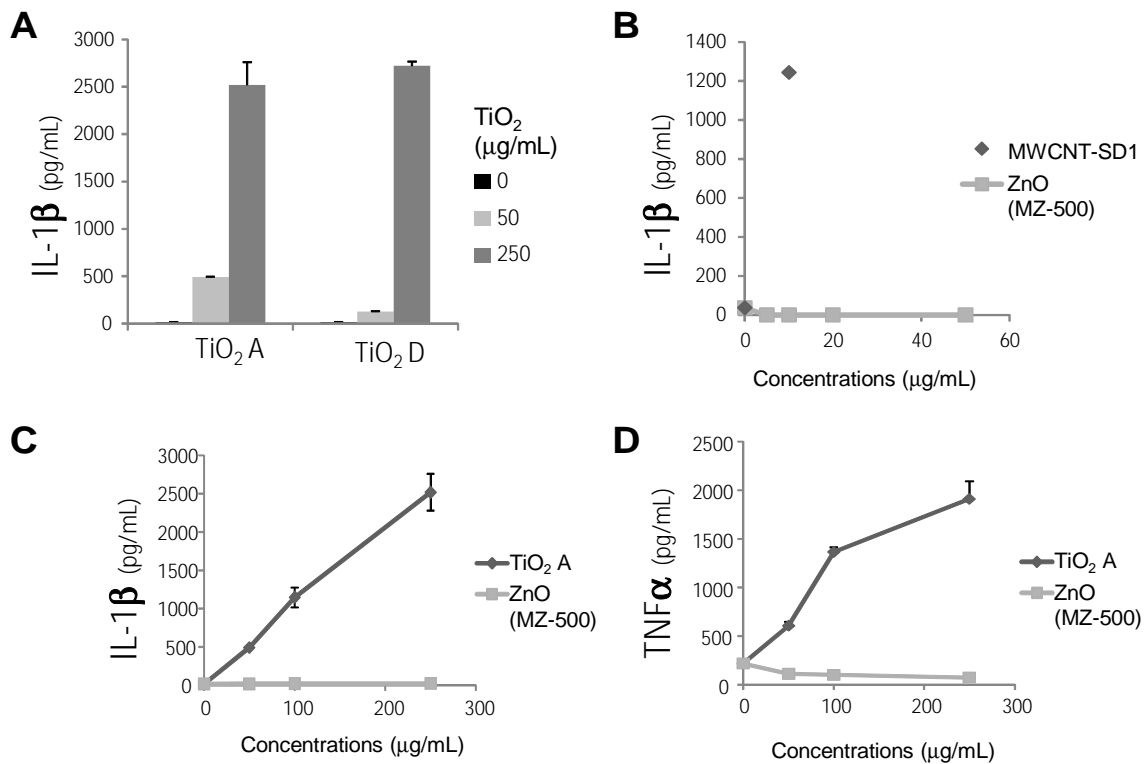 A
IL-1β (pg/mL)
3000
2500
2000
1500
1000
500
0
TiO2 A
TiO2 D
TiO2
(μg/mL)
0
50
250
B
IL-1β (pg/mL)
1400
1200
1000
800
600
400
200
0
0 20 40 60
Concentrations (μg/mL)
MWCNT-SD1
ZnO
(MZ-500)
C
IL-1β (pg/mL)
3000
2500
2000
1500
1000
500
0
0 100 200 300
Concentrations (μg/mL)
TiO2 A
ZnO
(MZ-500)
D
TNFα (pg/mL)
2500
2000
1500
1000
500
0
0 100 200 300
Concentrations (μg/mL)
TiO2 A
ZnO
(MZ-500)